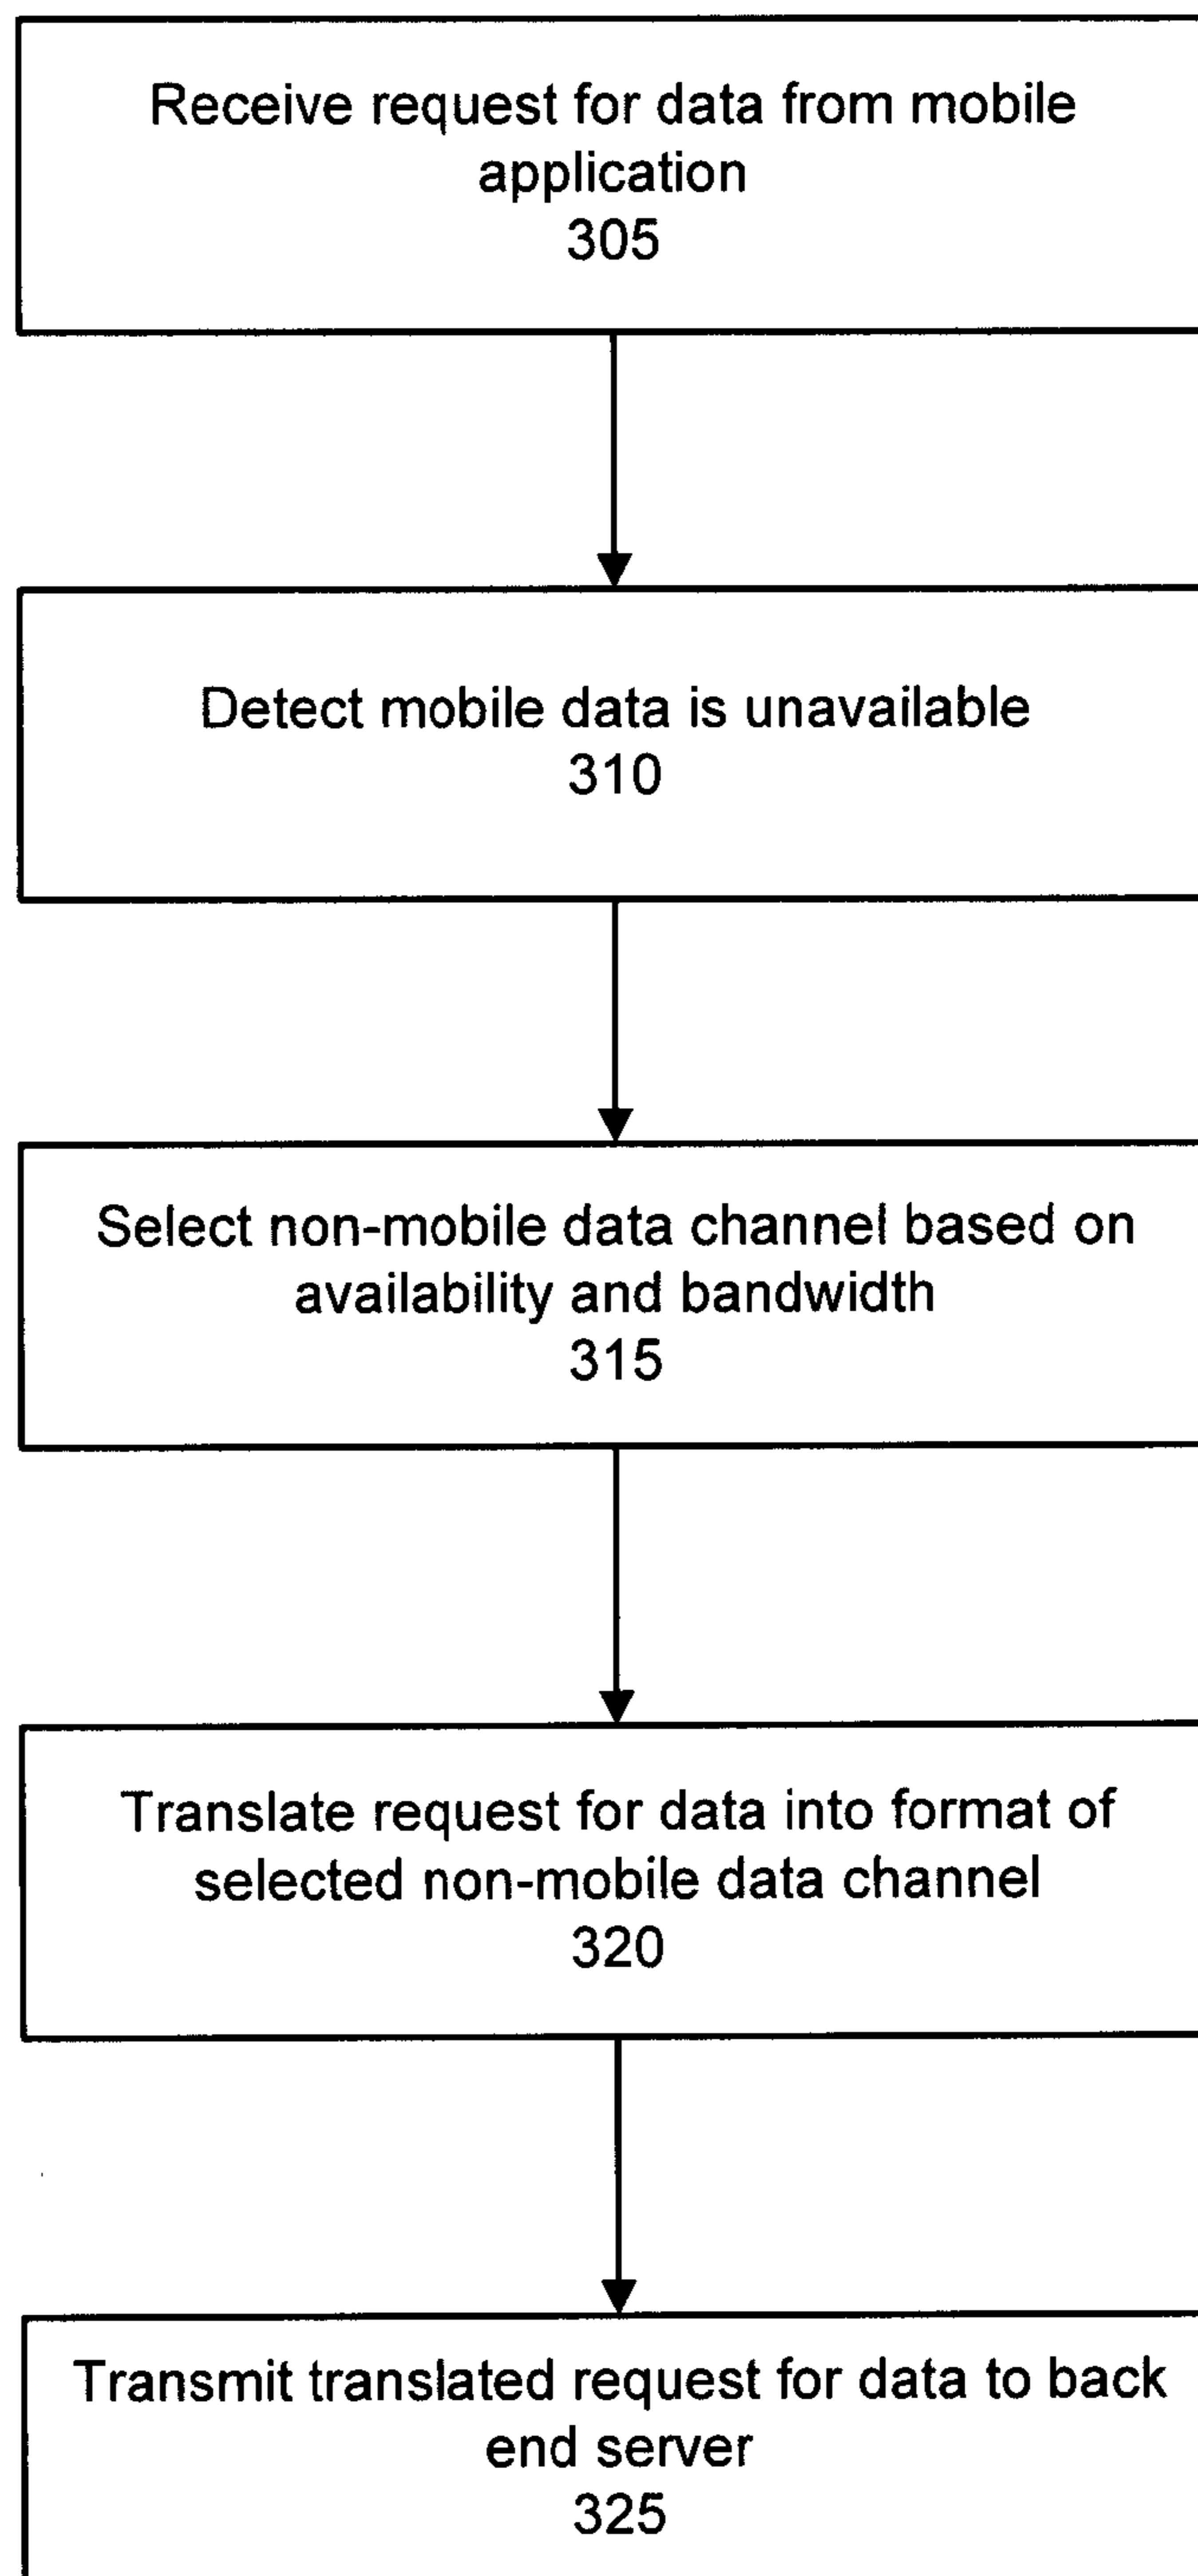 Receive request for data from mobile
application
305
Detect mobile data is unavailable
310
Select non-mobile data channel based on
availability and bandwidth
315
Translate request for data into format of
selected non-mobile data channel
320
Transmit translated request for data to back
end server
325